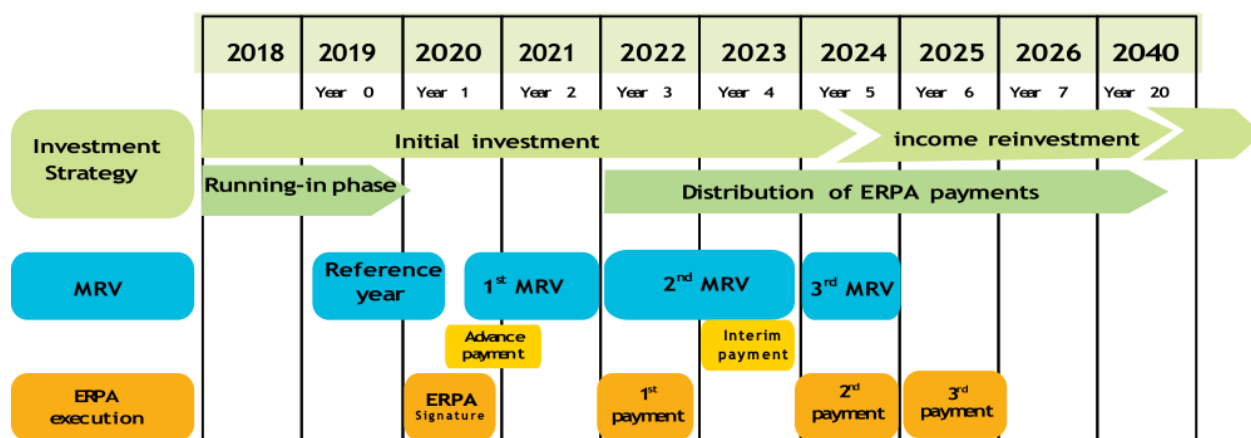 2018 2019 2020 2021 2022 2023 2024 2025 2026 2040
Year 0 Year 1 Year 2 Year 3 Year 4 Year 5 Year 6 Year 7 Year 20
Investment
Strategy
Initial investment
income reinvestment
Running-in phase
Distribution of ERPA payments
MRV
Reference
year
1st MRV
2nd MRV
3rd MRV
Advance
payment
Interim
payment
ERPA
execution
ERPA
Signature
1st
payment
2nd
payment
3rd
payment